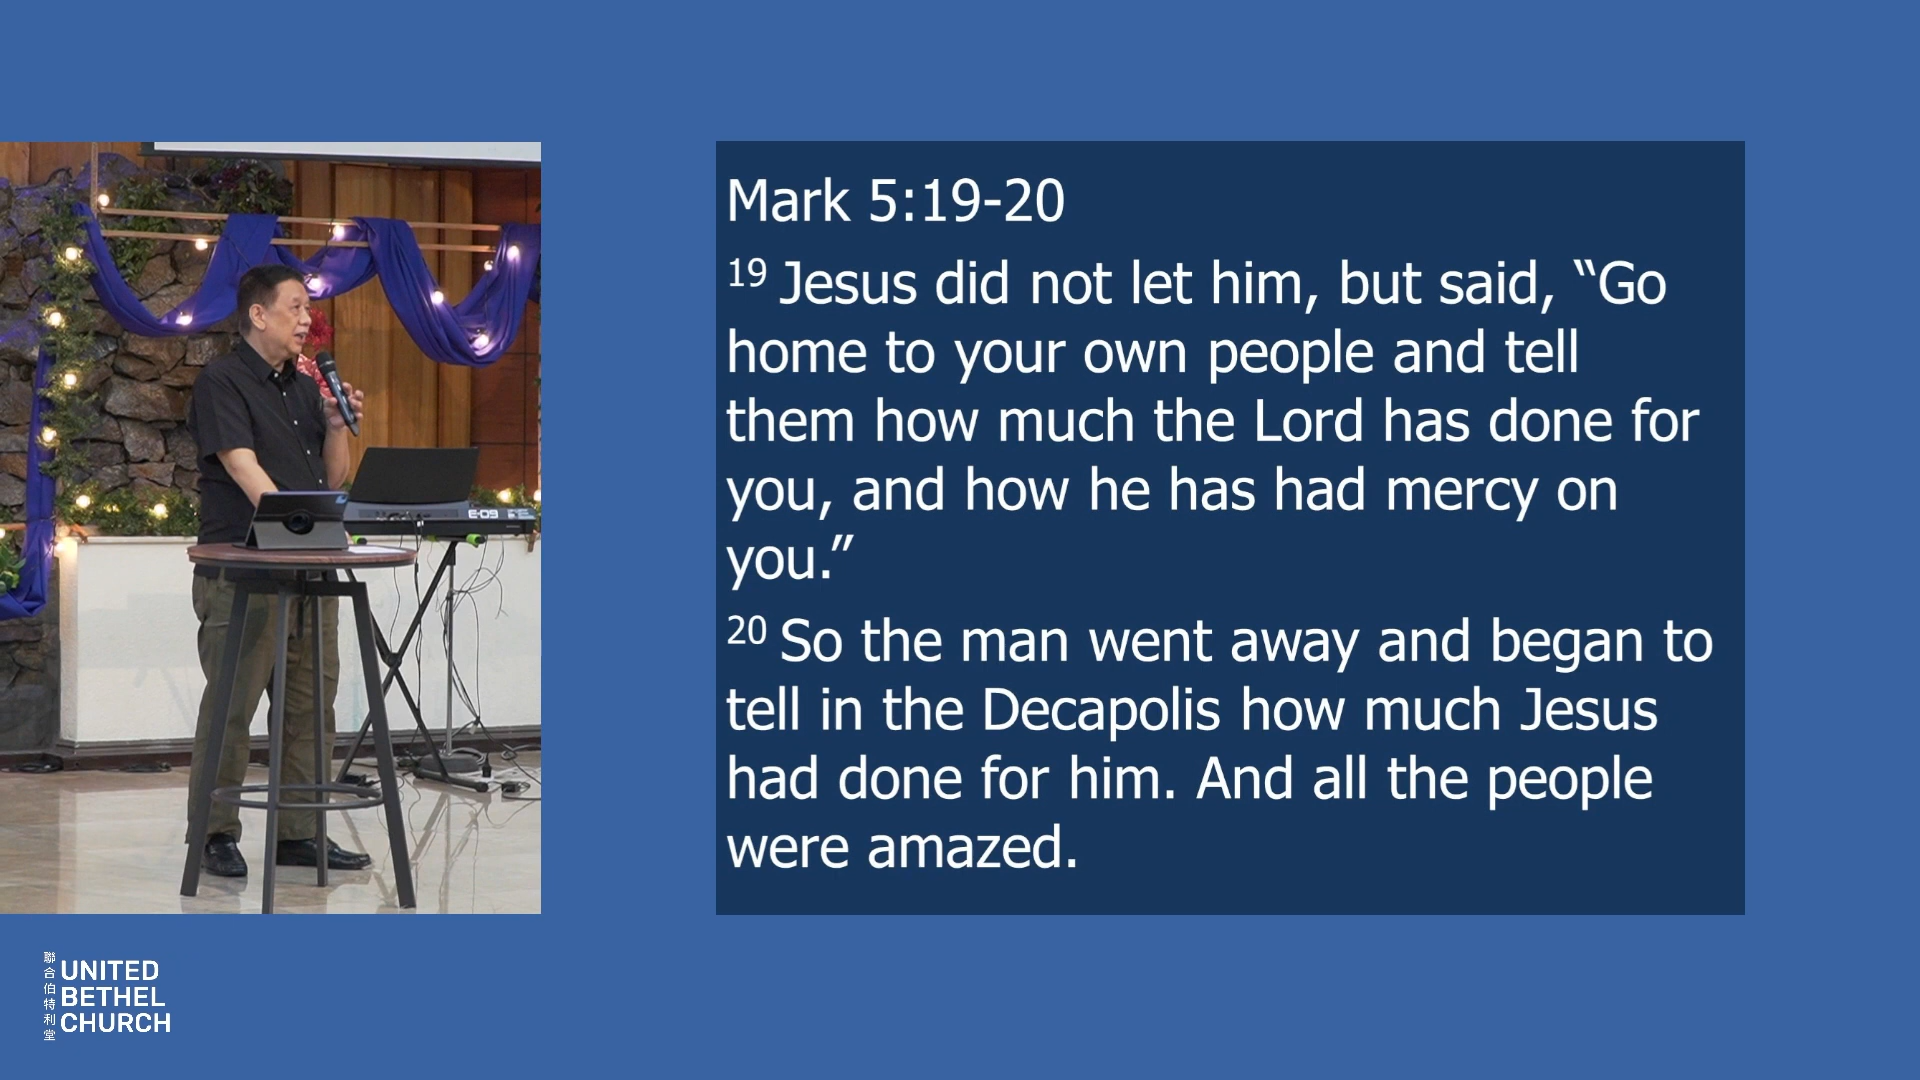 Mark 5:19-20
19 Jesus did not let him, but said, “Go
home to your own people and tell
them how much the Lord has done for
you, and how he has had mercy on
you.”
20 So the man went away and began to
tell in the Decapolis how much Jesus
had done for him. And all the people
were amazed.
E-09
聯合伯特利堂
UNITED
BETHEL
CHURCH